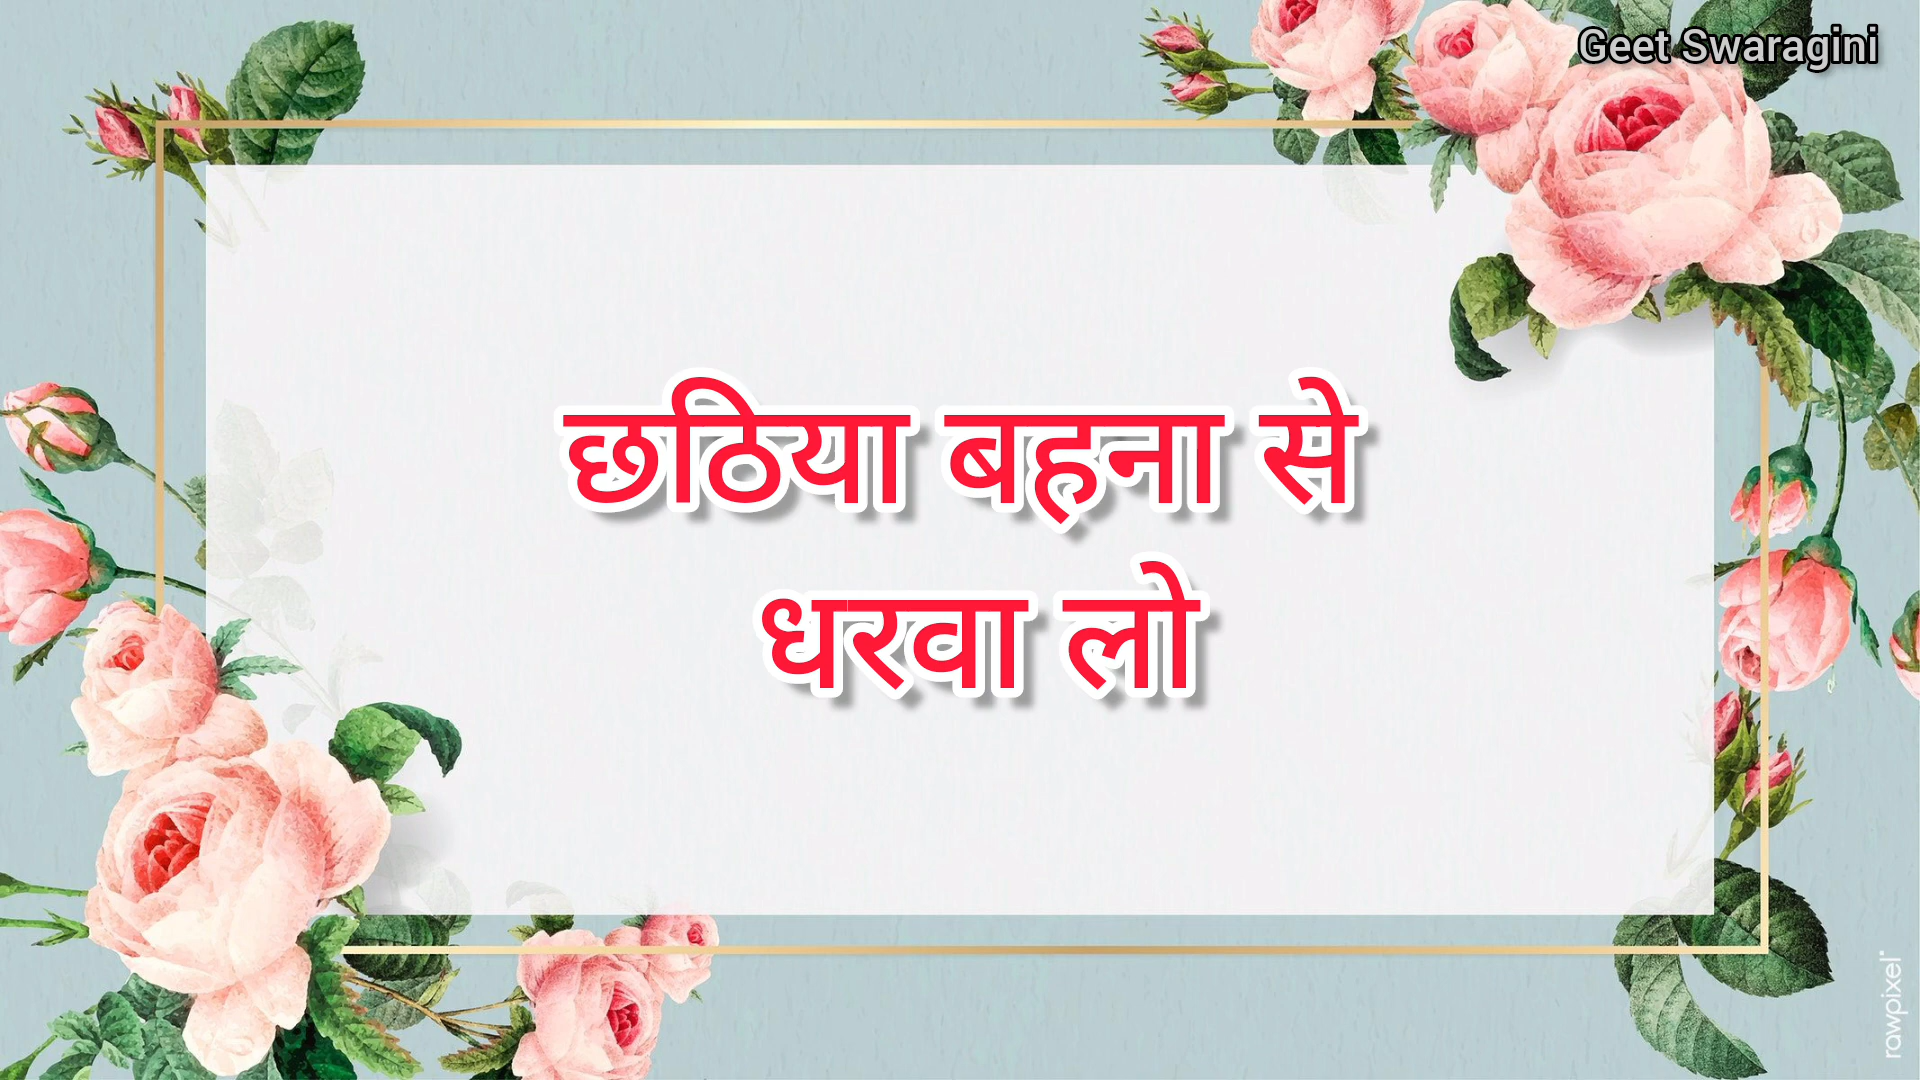 Geet Swaragini
छठिया बहना से
धरवा लो
rawpixel